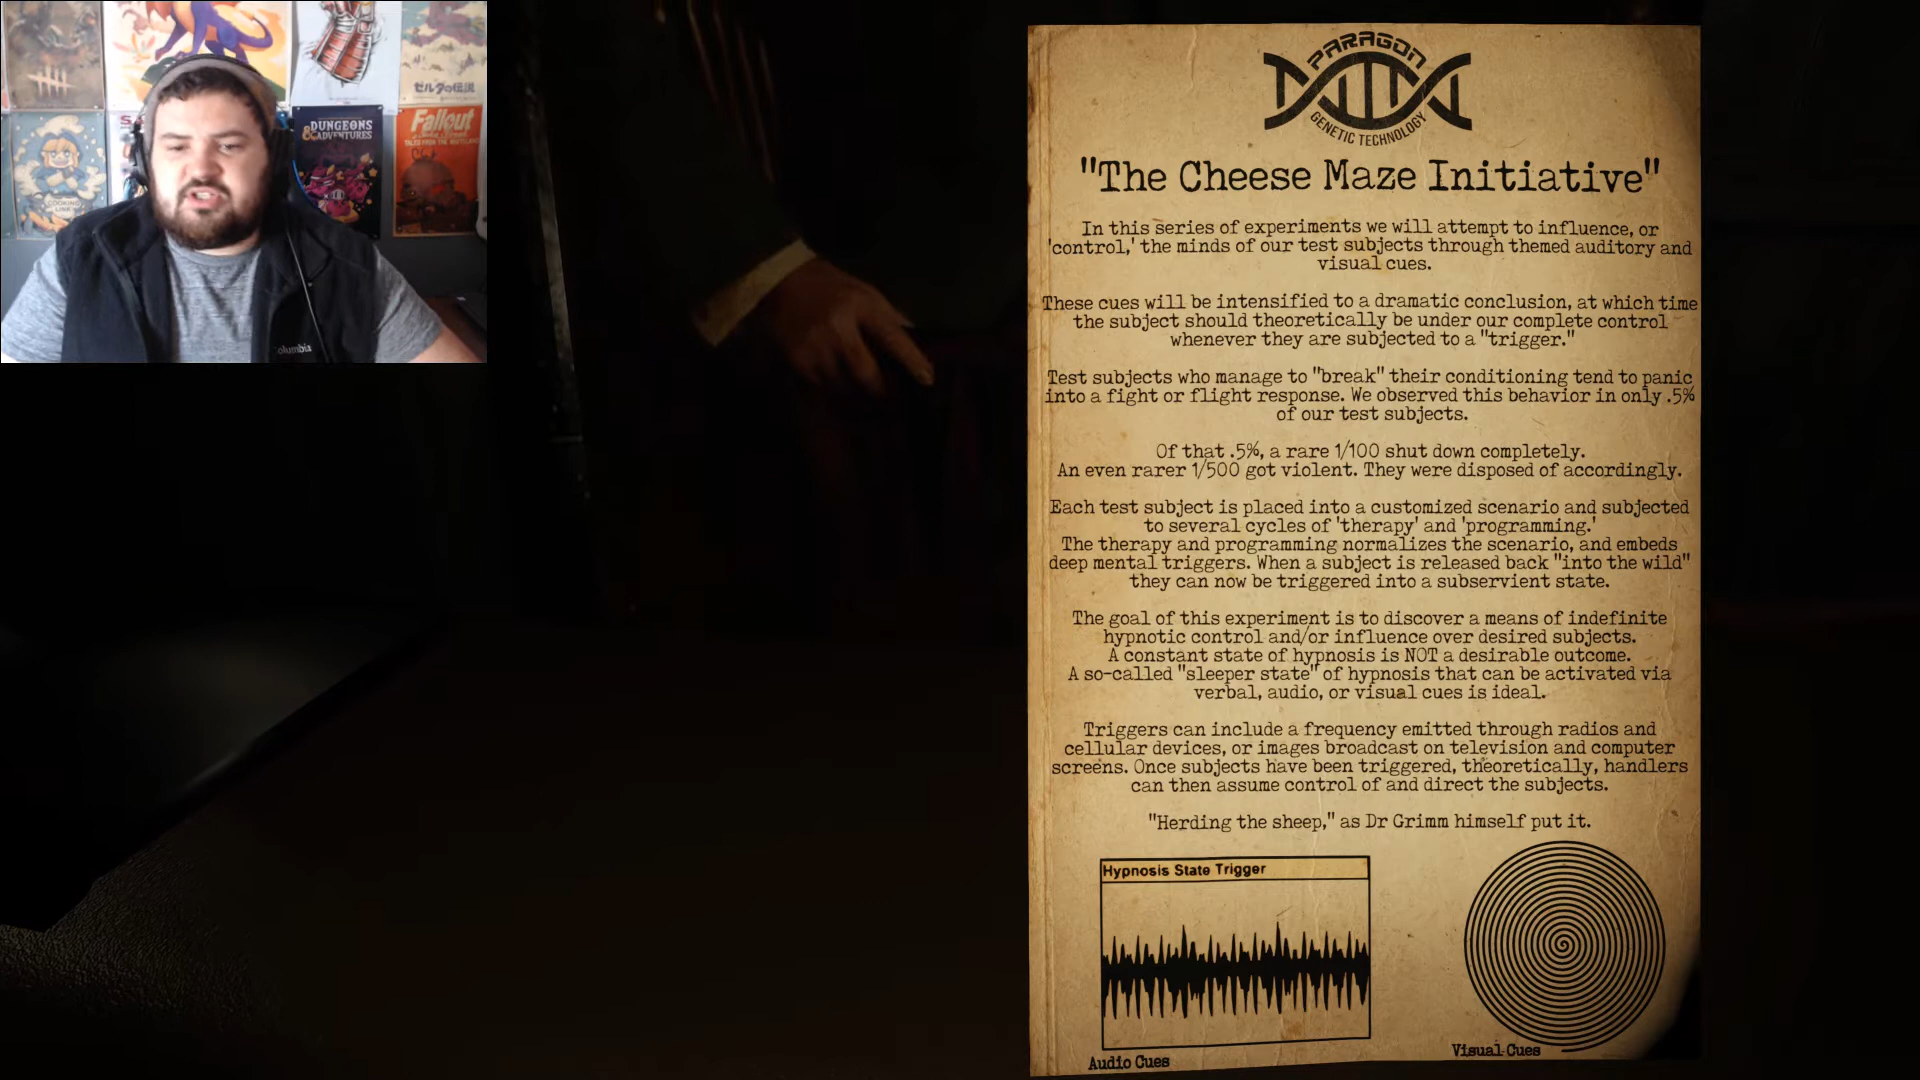 ゼルダの伝説
DUNGEONS
& ADVENTURES
Fallout
TALES FROM THE WASTELAND
COOKING
LINK
Columbia
PARAGON
GENETIC TECHNOLOGY
"The Cheese Maze Initiative"
In this series of experiments we will attempt to influence, or
'control,' the minds of our test subjects through themed auditory and
visual cues.
These cues will be intensified to a dramatic conclusion, at which time
the subject should theoretically be under our complete control
whenever they are subjected to a "trigger."
Test subjects who manage to "break" their conditioning tend to panic
into a fight or flight response. We observed this behavior in only .5%
of our test subjects.
Of that .5%, a rare 1/100 shut down completely.
An even rarer 1/500 got violent. They were disposed of accordingly.
Each test subject is placed into a customized scenario and subjected
to several cycles of 'therapy' and 'programming.'
The therapy and programming normalizes the scenario, and embeds
deep mental triggers. When a subject is released back "into the wild"
they can now be triggered into a subservient state.
The goal of this experiment is to discover a means of indefinite
hypnotic control and/or influence over desired subjects.
A constant state of hypnosis is NOT a desirable outcome.
A so-called "sleeper state" of hypnosis that can be activated via
verbal, audio, or visual cues is ideal.
Triggers can include a frequency emitted through radios and
cellular devices, or images broadcast on television and computer
screens. Once subjects have been triggered, theoretically, handlers
can then assume control of and direct the subjects.
"Herding the sheep," as Dr Grimm himself put it.
Hypnosis State Trigger
Audio Cues
Visual Cues